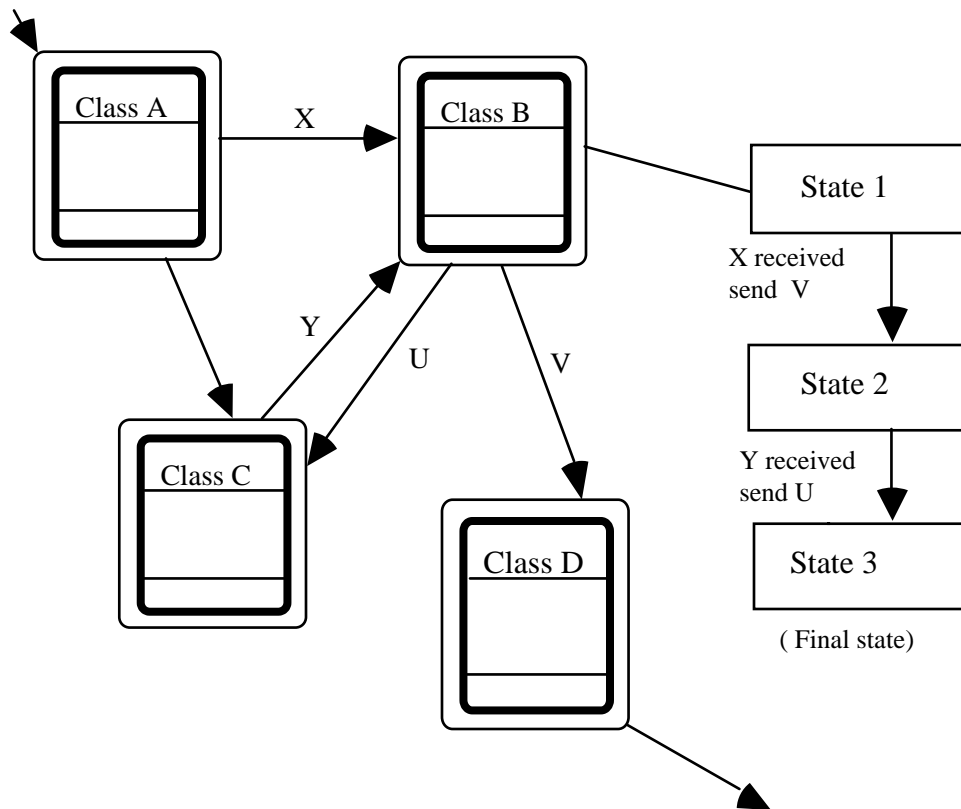 Class A
X
Class B
State 1
X received
send V
Y
U
V
State 2
Class C
Y received
send U
Class D
State 3
( Final state)